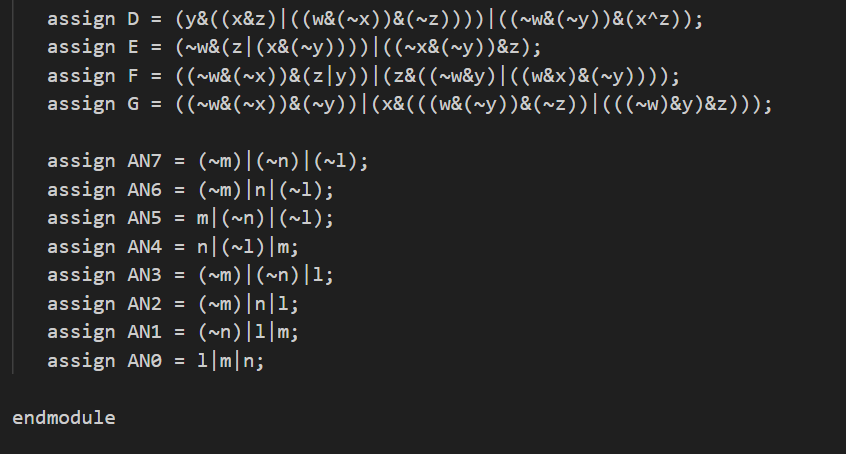 assign D = (y&((x&z)|((w&(~x))&(~z))))|((~w&(~y))&(x^z));
assign E = (~w&(z|(x&(~y))))|((~x&(~y))&z);
assign F = ((~w&(~x))&(z|y))|(z&((~w&y)|((w&x)&(~y))));
assign G = ((~w&(~x))&(~y))|(x&(((w&(~y))&(~z))|(((~w)&y)&z)));
assign AN7 = (~m)|(~n)|(~l);
assign AN6 = (~m)|n|(~l);
assign AN5 = m|(~n)|(~l);
assign AN4 = n|(~l)|m;
assign AN3 = (~m)|(~n)|l;
assign AN2 = (~m)|n|l;
assign AN1 = (~n)|l|m;
assign AN0 = l|m|n;
endmodule